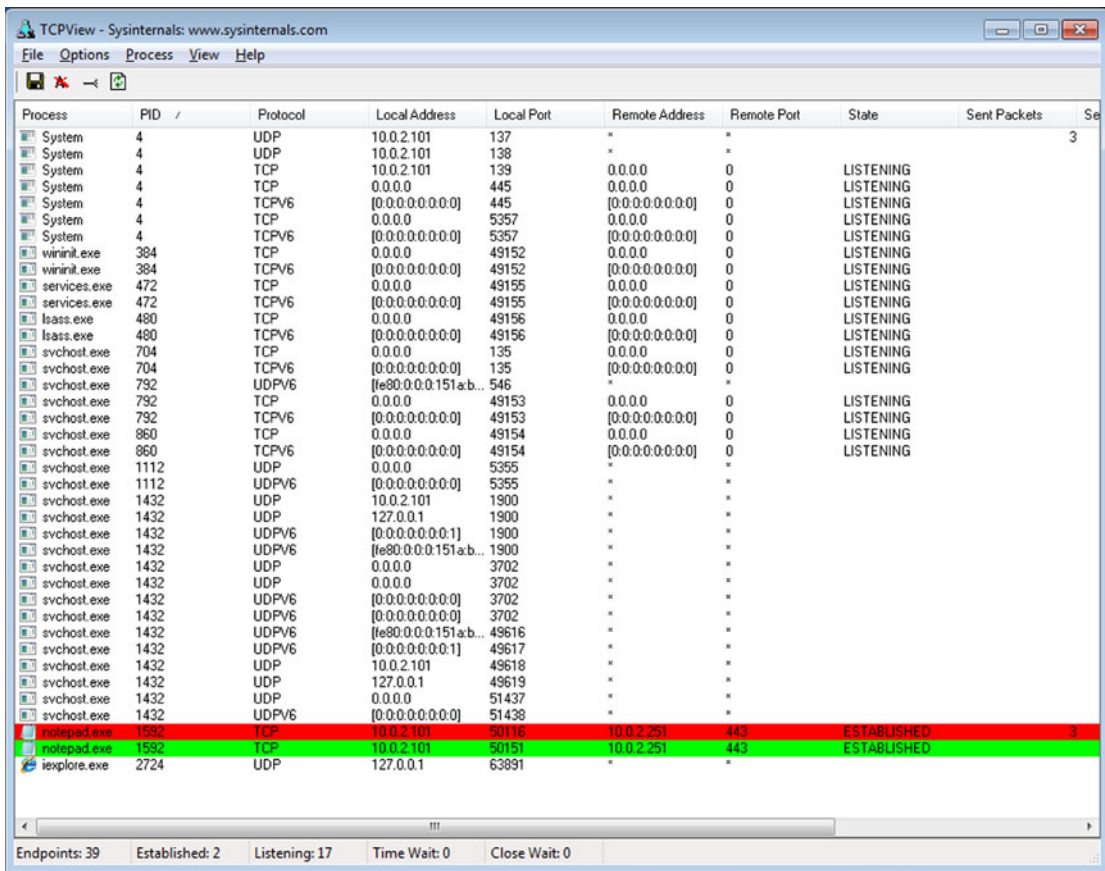 TCPView - Sysinternals: www.sysinternals.com
File Options Process View Help
Process PID / Protocol Local Address Local Port Remote Address Remote Port State Sent Packets Se
System 4 UDP 10.0.2.101 137 * * 3
System 4 UDP 10.0.2.101 138 * *
System 4 TCP 10.0.2.101 139 0.0.0.0 0 LISTENING
System 4 TCP 0.0.0.0 445 0.0.0.0 0 LISTENING
System 4 TCPV6 [0:0:0:0:0:0:0:0] 445 [0:0:0:0:0:0:0:0] 0 LISTENING
System 4 TCP 0.0.0.0 5357 0.0.0.0 0 LISTENING
System 4 TCPV6 [0:0:0:0:0:0:0:0] 5357 [0:0:0:0:0:0:0:0] 0 LISTENING
wininit.exe 384 TCP 0.0.0.0 49152 0.0.0.0 0 LISTENING
wininit.exe 384 TCPV6 [0:0:0:0:0:0:0:0] 49152 [0:0:0:0:0:0:0:0] 0 LISTENING
services.exe 472 TCP 0.0.0.0 49155 0.0.0.0 0 LISTENING
services.exe 472 TCPV6 [0:0:0:0:0:0:0:0] 49155 [0:0:0:0:0:0:0:0] 0 LISTENING
lsass.exe 480 TCP 0.0.0.0 49156 0.0.0.0 0 LISTENING
lsass.exe 480 TCPV6 [0:0:0:0:0:0:0:0] 49156 [0:0:0:0:0:0:0:0] 0 LISTENING
svchost.exe 704 TCP 0.0.0.0 135 0.0.0.0 0 LISTENING
svchost.exe 704 TCPV6 [0:0:0:0:0:0:0:0] 135 [0:0:0:0:0:0:0:0] 0 LISTENING
svchost.exe 792 UDPV6 [fe80:0:0:0:151a:b... 546 * *
svchost.exe 792 TCP 0.0.0.0 49153 0.0.0.0 0 LISTENING
svchost.exe 792 TCPV6 [0:0:0:0:0:0:0:0] 49153 [0:0:0:0:0:0:0:0] 0 LISTENING
svchost.exe 860 TCP 0.0.0.0 49154 0.0.0.0 0 LISTENING
svchost.exe 860 TCPV6 [0:0:0:0:0:0:0:0] 49154 [0:0:0:0:0:0:0:0] 0 LISTENING
svchost.exe 1112 UDP 0.0.0.0 5355 * *
svchost.exe 1112 UDPV6 [0:0:0:0:0:0:0:0] 5355 * *
svchost.exe 1432 UDP 10.0.2.101 1900 * *
svchost.exe 1432 UDP 127.0.0.1 1900 * *
svchost.exe 1432 UDPV6 [0:0:0:0:0:0:0:1] 1900 * *
svchost.exe 1432 UDPV6 [fe80:0:0:0:151a:b... 1900 * *
svchost.exe 1432 UDP 0.0.0.0 3702 * *
svchost.exe 1432 UDP 0.0.0.0 3702 * *
svchost.exe 1432 UDPV6 [0:0:0:0:0:0:0:0] 3702 * *
svchost.exe 1432 UDPV6 [0:0:0:0:0:0:0:0] 3702 * *
svchost.exe 1432 UDPV6 [fe80:0:0:0:151a:b... 49616 * *
svchost.exe 1432 UDPV6 [0:0:0:0:0:0:0:1] 49617 * *
svchost.exe 1432 UDP 10.0.2.101 49618 * *
svchost.exe 1432 UDP 127.0.0.1 49619 * *
svchost.exe 1432 UDP 0.0.0.0 51437 * *
svchost.exe 1432 UDPV6 [0:0:0:0:0:0:0:0] 51438 * *
notepad.exe 1592 TCP 10.0.2.101 50116 10.0.2.251 443 ESTABLISHED 3
notepad.exe 1592 TCP 10.0.2.101 50151 10.0.2.251 443 ESTABLISHED
iexplore.exe 2724 UDP 127.0.0.1 63891 * *
Endpoints: 39 Established: 2 Listening: 17 Time Wait: 0 Close Wait: 0